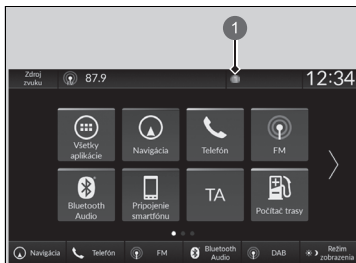 1
Zdroj
zvuku
87.9
12:34
Všetky
aplikácie
Navigácia
Telefón
FM
Bluetooth
Audio
Pripojenie
smartfónu
TA
Počítač trasy
Navigácia
Telefón
FM
Bluetooth
Audio
DAB
Režim
zobrazenia